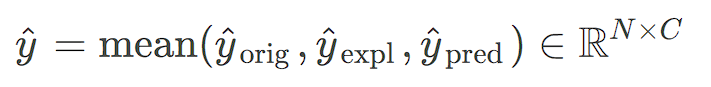 ŷ = mean(ŷ_orig, ŷ_expl, ŷ_pred) ∈ ℝ^{N×C}